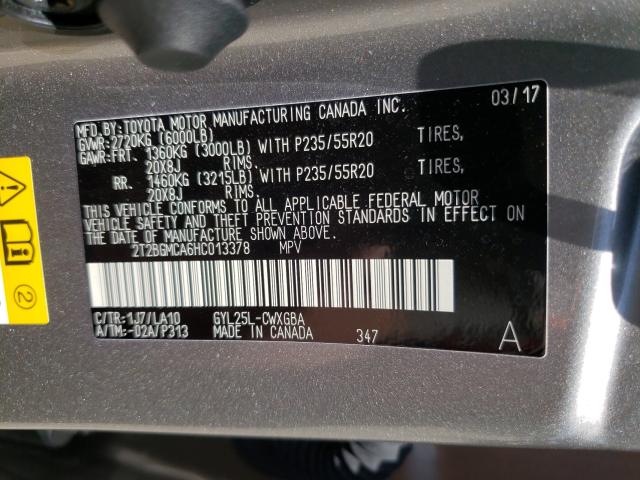 MFD.BY:TOYOTA MOTOR MANUFACTURING CANADA INC. 03/17
GVWR:2720KG (6000LB)
GAWR:FRT. 1360KG (3000LB) WITH P235/55R20 TIRES,
20X8J RIMS
RR. 1460KG (3215LB) WITH P235/55R20 TIRES,
20X8J RIMS
THIS VEHICLE CONFORMS TO ALL APPLICABLE FEDERAL MOTOR
VEHICLE SAFETY AND THEFT PREVENTION STANDARDS IN EFFECT ON
THE DATE OF MANUFACTURE SHOWN ABOVE.
2T2BGMCA6HC013378 MPV
C/TR:1J7/LA10 GYL25L-CWXGBA
A/TM:-02A/P313 MADE IN CANADA 347 A
2